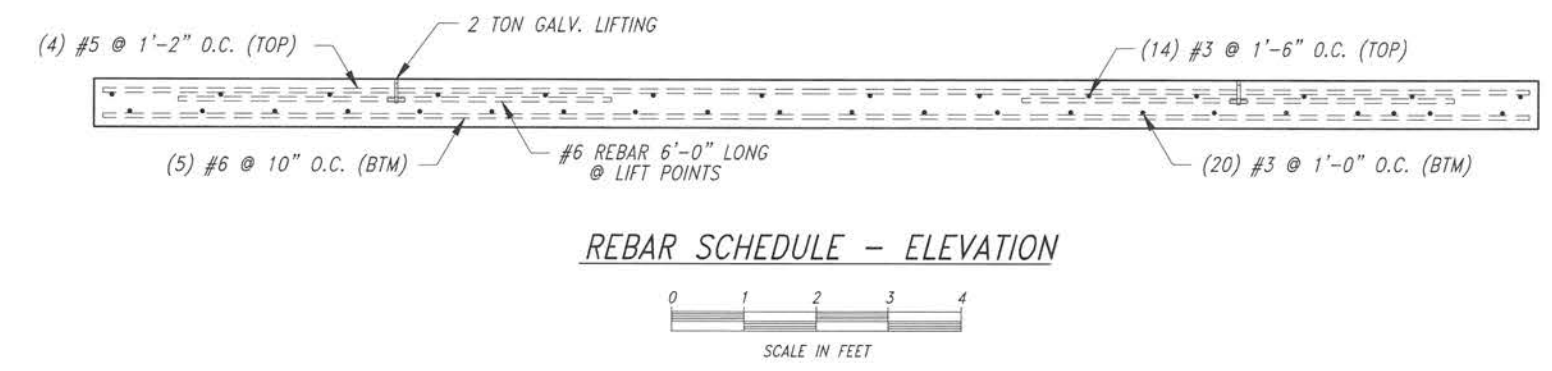 2 TON GALV. LIFTING
(4) #5 @ 1'-2" O.C. (TOP)
(14) #3 @ 1'-6" O.C. (TOP)
(5) #6 @ 10" O.C. (BTM)
#6 REBAR 6'-0" LONG
@ LIFT POINTS
(20) #3 @ 1'-0" O.C. (BTM)
REBAR SCHEDULE - ELEVATION
0 1 2 3 4
SCALE IN FEET